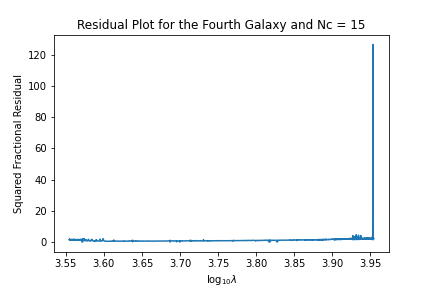 Residual Plot for the Fourth Galaxy and Nc = 15
Squared Fractional Residual
120
100
80
60
40
20
0
3.55 3.60 3.65 3.70 3.75 3.80 3.85 3.90 3.95
log₁₀λ